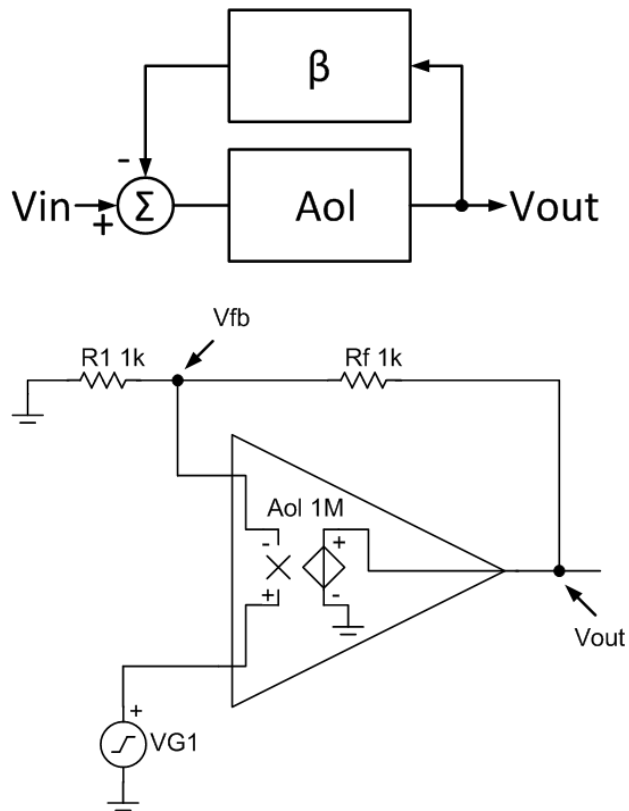 β
-
Vin
+
Σ
Aol
Vout
Vfb
R1 1k
Rf 1k
Aol 1M
-
+
+
-
Vout
+
VG1